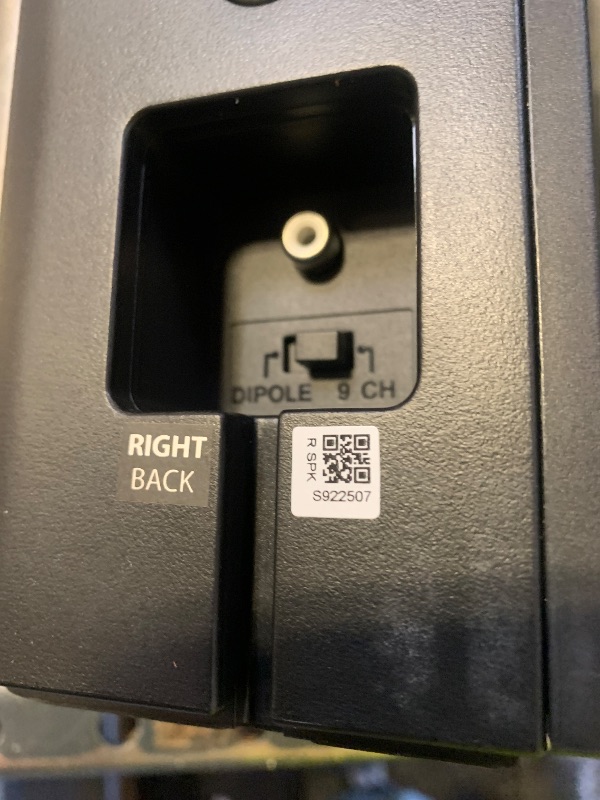 DIPOLE 9 CH
RIGHT
BACK
R SPK
S922507